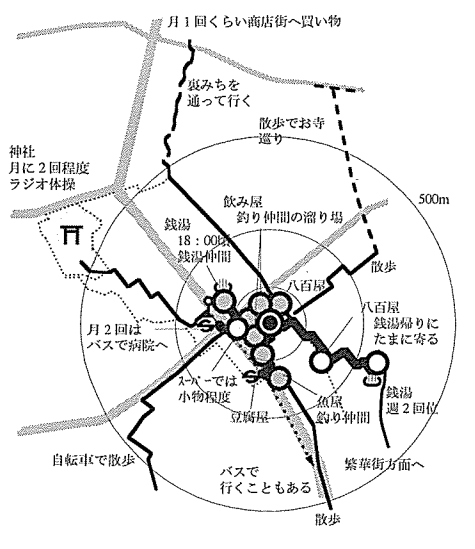 月1回くらい商店街へ買い物
裏みちを
通って行く
散歩でお寺
巡り
神社
月に2回程度
ラジオ体操
500m
飲み屋
釣り仲間の溜り場
銭湯
18:00頃
銭湯仲間
散歩
八百屋
八百屋
銭湯帰りに
たまに寄る
月2回は
バスで病院へ
スーパーでは
小物程度
魚屋
釣り仲間
銭湯
週2回位
豆腐屋
自転車で散歩
バスで
行くこともある
繁華街方面へ
散歩